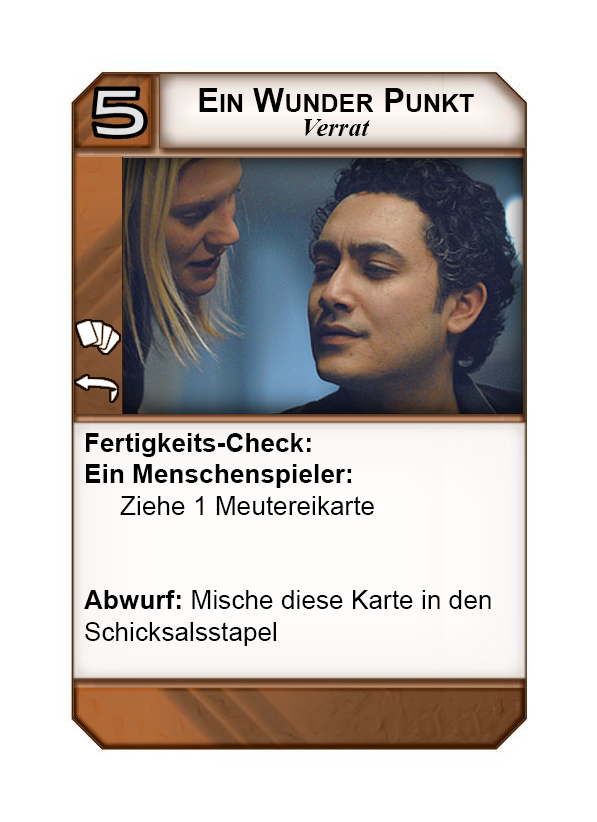 5
Ein Wunder Punkt
Verrat
Fertigkeits-Check:
Ein Menschenspieler:
Ziehe 1 Meutereikarte
Abwurf: Mische diese Karte in den
Schicksalsstapel